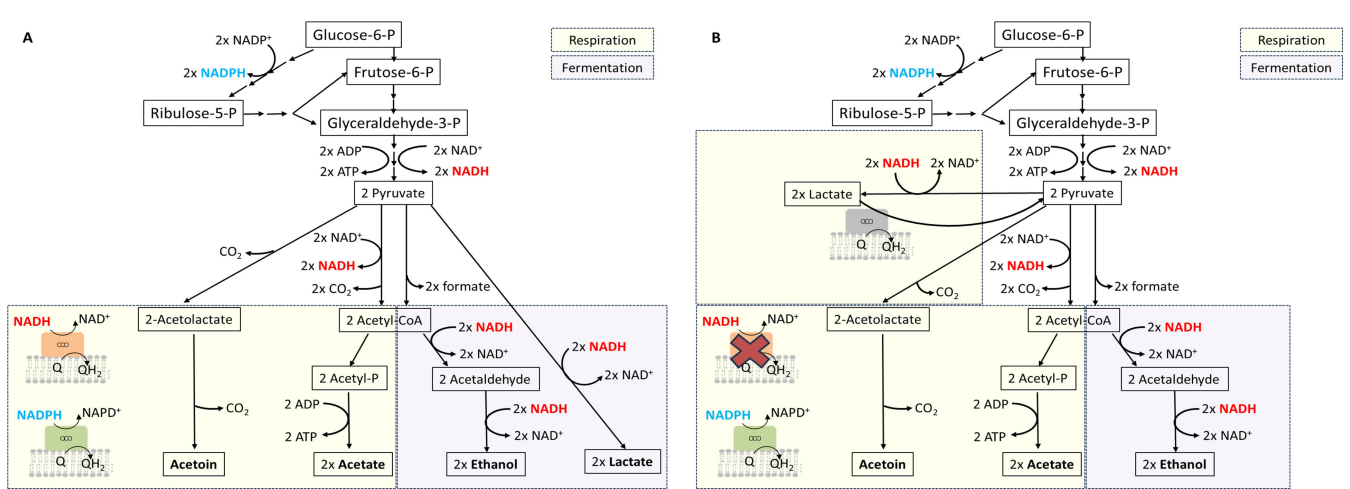 A
Glucose-6-P
2x NADP⁺
2x NADPH
Frutose-6-P
Ribulose-5-P
Glyceraldehyde-3-P
Respiration
Fermentation
2x ADP
2x ATP
2x NAD⁺
2x NADH
2 Pyruvate
CO₂
2x NAD⁺
2x NADH
2x CO₂
2x formate
NADH
NAD⁺
Q
QH₂
2-Acetolactate
2 Acetyl-CoA
2x NADH
2x NAD⁺
2x NADH
2x NAD⁺
2 Acetyl-P
2 Acetaldehyde
NADPH
NAPD⁺
Q
QH₂
CO₂
2 ADP
2 ATP
2x NADH
2x NAD⁺
Acetoin
2x Acetate
2x Ethanol
2x Lactate
B
Glucose-6-P
2x NADP⁺
2x NADPH
Frutose-6-P
Ribulose-5-P
Glyceraldehyde-3-P
Respiration
Fermentation
2x ADP
2x ATP
2x NAD⁺
2x NADH
2x NADH
2x NAD⁺
2x Lactate
2 Pyruvate
Q
QH₂
2x NAD⁺
2x NADH
CO₂
2x CO₂
2x formate
NADH
NAD⁺
Q
QH₂
2-Acetolactate
2 Acetyl-CoA
2x NADH
2x NAD⁺
2 Acetyl-P
2 Acetaldehyde
NADPH
NAPD⁺
Q
QH₂
CO₂
2 ADP
2 ATP
2x NADH
2x NAD⁺
Acetoin
2x Acetate
2x Ethanol